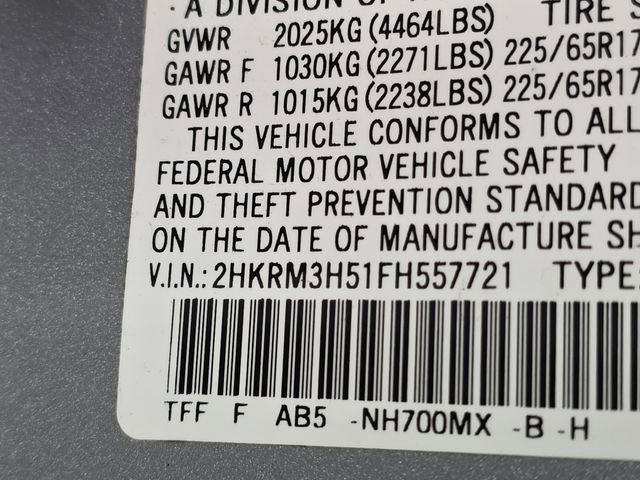 · A DIVISION OF
GVWR 2025KG(4464LBS) TIRE S
GAWR F 1030KG(2271LBS) 225/65R17
GAWR R 1015KG(2238LBS) 225/65R17
THIS VEHICLE CONFORMS TO ALL
FEDERAL MOTOR VEHICLE SAFETY
AND THEFT PREVENTION STANDARD
ON THE DATE OF MANUFACTURE SH
V.I.N.: 2HKRM3H51FH557721 TYPE:
TFF F AB5 -NH700MX -B -H